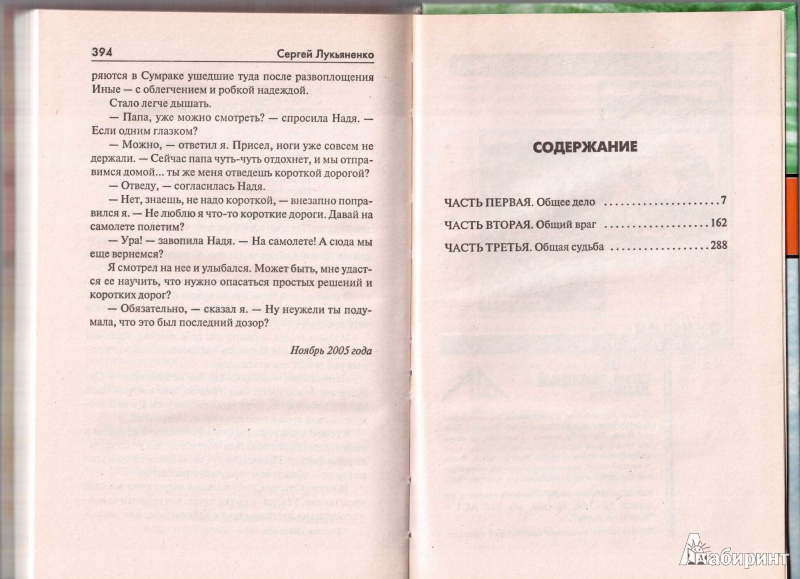 394
Сергей Лукьяненко
ряются в Сумраке ушедшие туда после развоплощения
Иные — с облегчением и робкой надеждой.
Стало легче дышать.
— Папа, уже можно смотреть? — спросила Надя. —
Если одним глазком?
— Можно, — ответил я. Присел, ноги уже совсем не
держали. — Сейчас папа чуть-чуть отдохнет, и мы отпра-
вимся домой... ты же меня отведешь короткой дорогой?
— Отведу, — согласилась Надя.
— Нет, знаешь, не надо короткой, — внезапно попра-
вился я. — Не люблю я что-то короткие дороги. Давай на
самолете полетим?
— Ура! — завопила Надя. — На самолете! А сюда мы
еще вернемся?
Я смотрел на нее и улыбался. Может быть, мне удаст-
ся ее научить, что нужно опасаться простых решений и
коротких дорог?
— Обязательно, — сказал я. — Ну неужели ты поду-
мала, что это был последний дозор?
Ноябрь 2005 года
СОДЕРЖАНИЕ
ЧАСТЬ ПЕРВАЯ. Общее дело ......................7
ЧАСТЬ ВТОРАЯ. Общий враг ....................162
ЧАСТЬ ТРЕТЬЯ. Общая судьба ..................288
Лабиринт